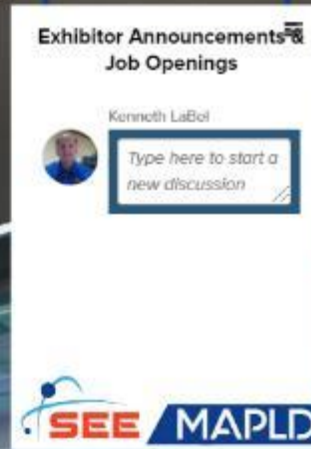 Exhibitor Announcements &
Job Openings
Kenneth LaBel
Type here to start a
new discussion
SEE MAPLD